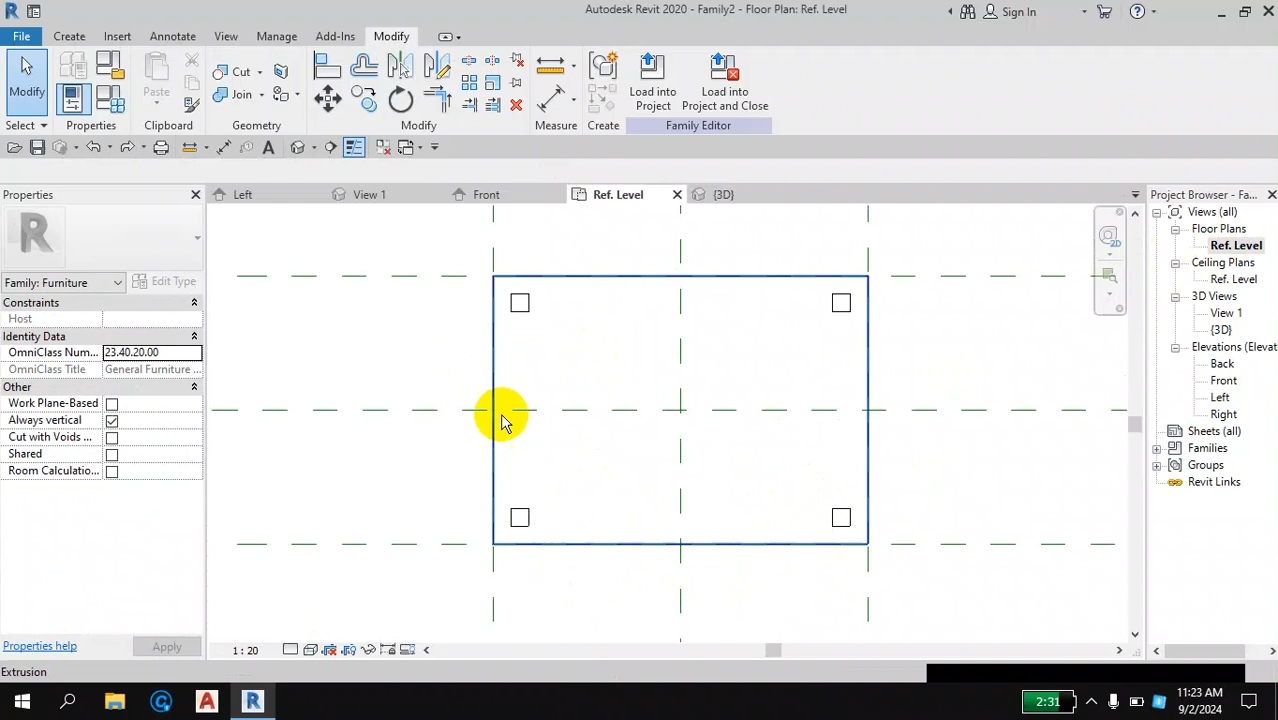 Autodesk Revit 2020 - Family2 - Floor Plan: Ref. Level
Sign In
File Create Insert Annotate View Manage Add-Ins Modify
Modify
Paste
Cut
Join
Load into
Project
Load into
Project and Close
Select Properties Clipboard Geometry Modify Measure Create Family Editor
Properties
Left View 1 Front Ref. Level {3D}
Project Browser - Fa...
R
Family: Furniture
Edit Type
Constraints
Host
Identity Data
OmniClass Num... 23.40.20.00
OmniClass Title General Furniture ...
Other
Work Plane-Based
Always vertical
Cut with Voids ...
Shared
Room Calculatio...
Properties help
Apply
2D
Views (all)
Floor Plans
Ref. Level
Ceiling Plans
Ref. Level
3D Views
View 1
{3D}
Elevations (Elevat
Back
Front
Left
Right
Sheets (all)
Families
Groups
Revit Links
1 : 20
Extrusion
2:31
11:23 AM
9/2/2024